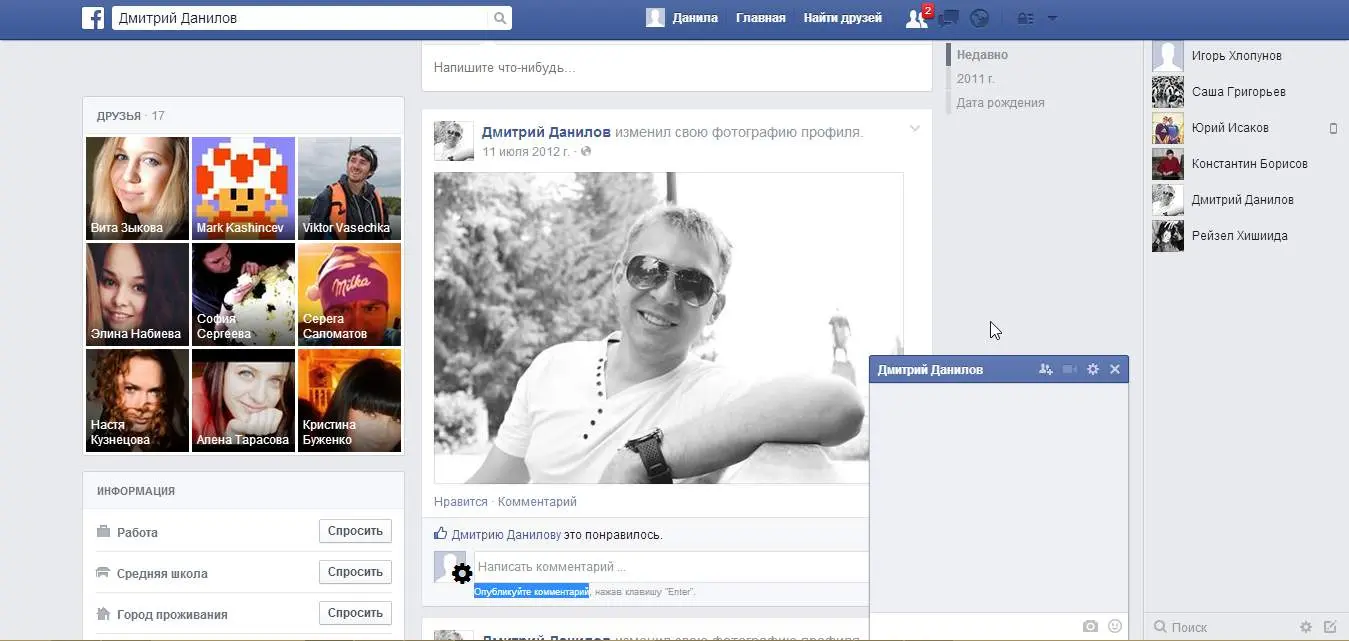 Дмитрий Данилов
Данила
Главная
Найти друзей
2
Напишите что-нибудь…
Недавно
2011 г.
Дата рождения
ДРУЗЬЯ · 17
Вита Зыкова
Mark Kashincev
Viktor Vasechka
Элина Набиева
София
Сергеева
Milka
Серега
Саломатов
Настя
Кузнецова
Алена Тарасова
Кристина
Буженко
ИНФОРМАЦИЯ
Работа
Спросить
Средняя школа
Спросить
Город проживания
Спросить
Дмитрий Данилов изменил свою фотографию профиля.
11 июля 2012 г. ·
Нравится · Комментарий
Дмитрию Данилову это понравилось.
Написать комментарий ...
Опубликуйте комментарий, нажав клавишу "Enter".
Дмитрий Данилов изменил свою фотографию профиля.
Дмитрий Данилов
Игорь Хлопунов
Саша Григорьев
Юрий Исаков
Константин Борисов
Дмитрий Данилов
Рейзел Хишиида
Поиск